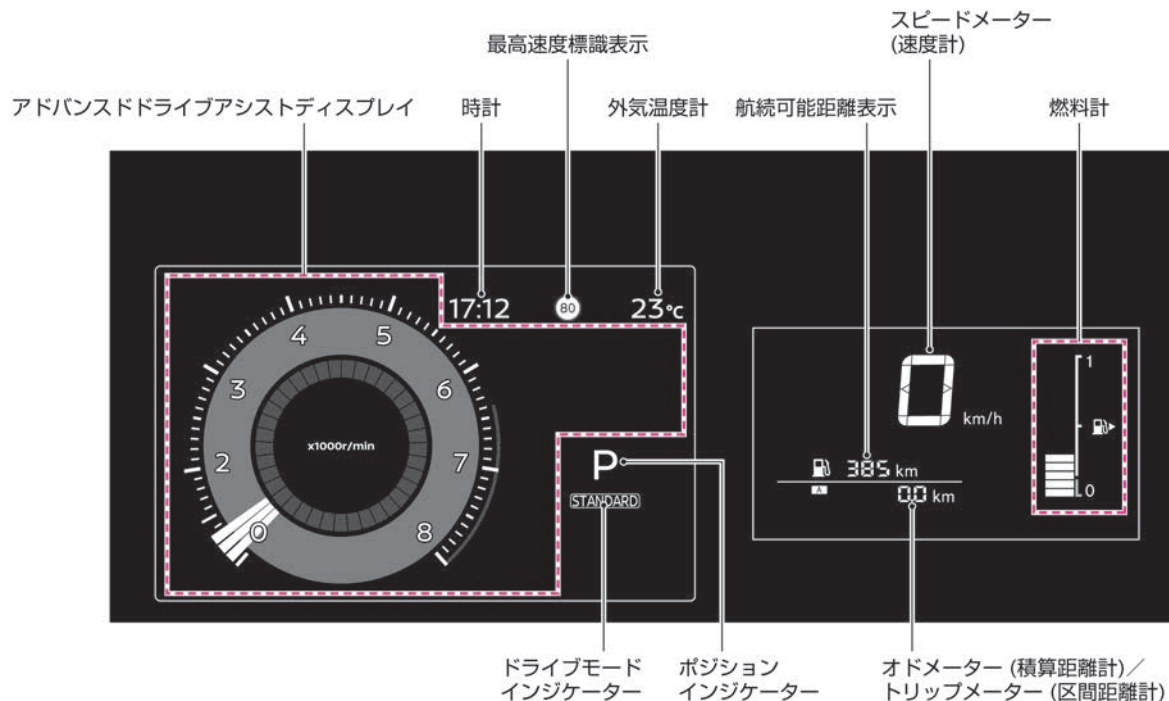 スピードメーター
(速度計)
最高速度標識表示
アドバンスドドライブアシストディスプレイ
時計
外気温度計
航続可能距離表示
燃料計
17:12
80
23℃
4
5
3
6
2
7
0
8
x1000r/min
P
STANDARD
0
km/h
385 km
A
0.0 km
1
0
ドライブモード
インジケーター
ポジション
インジケーター
オドメーター (積算距離計)／
トリップメーター (区間距離計)